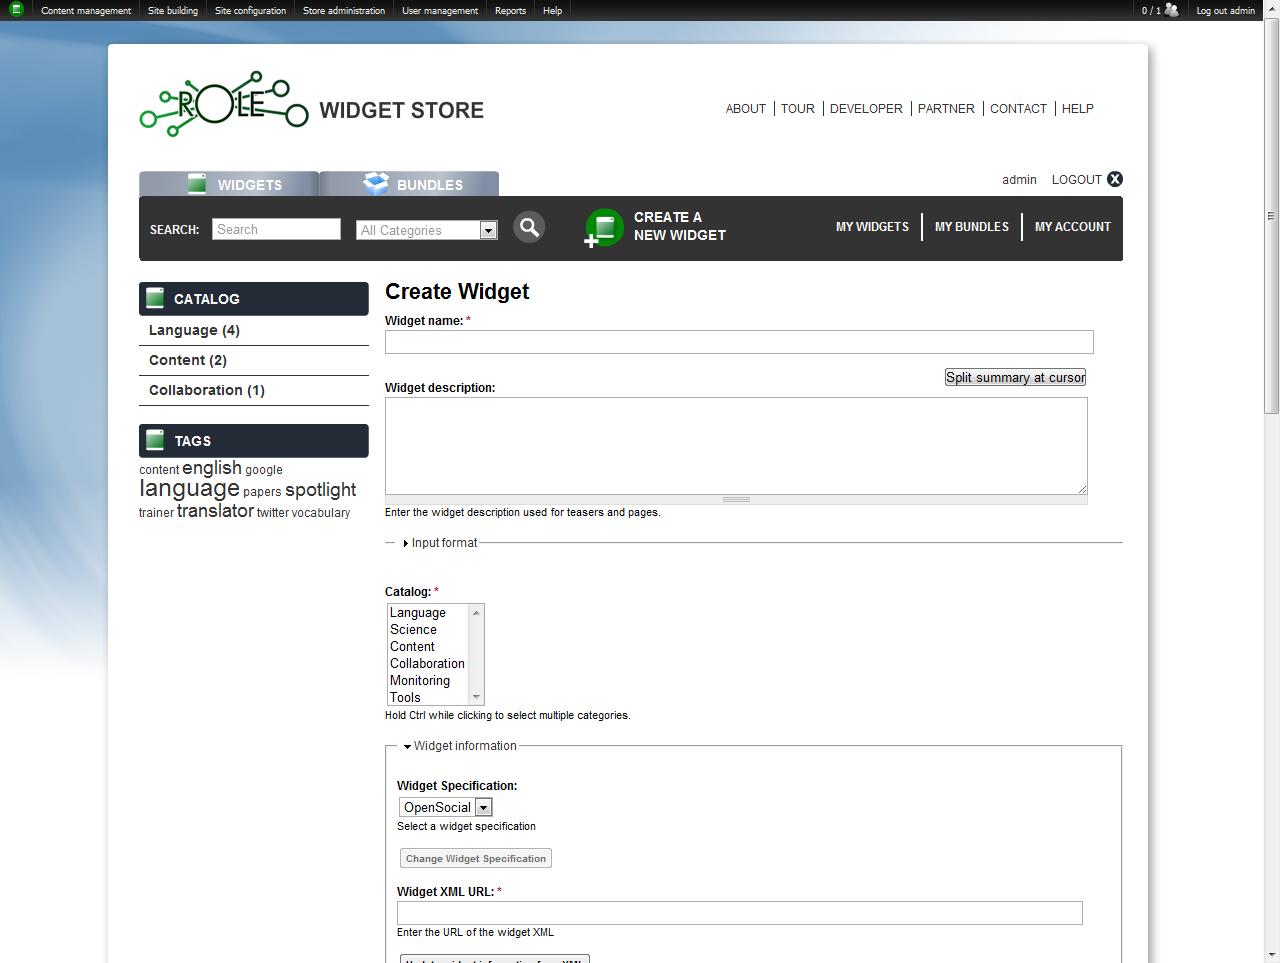 Content management Site building Site configuration Store administration User management Reports Help 0 / 1 Log out admin
ROLE WIDGET STORE
ABOUT TOUR DEVELOPER PARTNER CONTACT HELP
WIDGETS BUNDLES
admin LOGOUT X
SEARCH: Search All Categories
CREATE A
NEW WIDGET
MY WIDGETS MY BUNDLES MY ACCOUNT
CATALOG
Language (4)
Content (2)
Collaboration (1)
TAGS
content english google
language papers spotlight
trainer translator twitter vocabulary
Create Widget
Widget name: *
Split summary at cursor
Widget description:
Enter the widget description used for teasers and pages.
Input format
Catalog: *
Language
Science
Content
Collaboration
Monitoring
Tools
Hold Ctrl while clicking to select multiple categories.
Widget information
Widget Specification:
OpenSocial
Select a widget specification
Change Widget Specification
Widget XML URL: *
Enter the URL of the widget XML